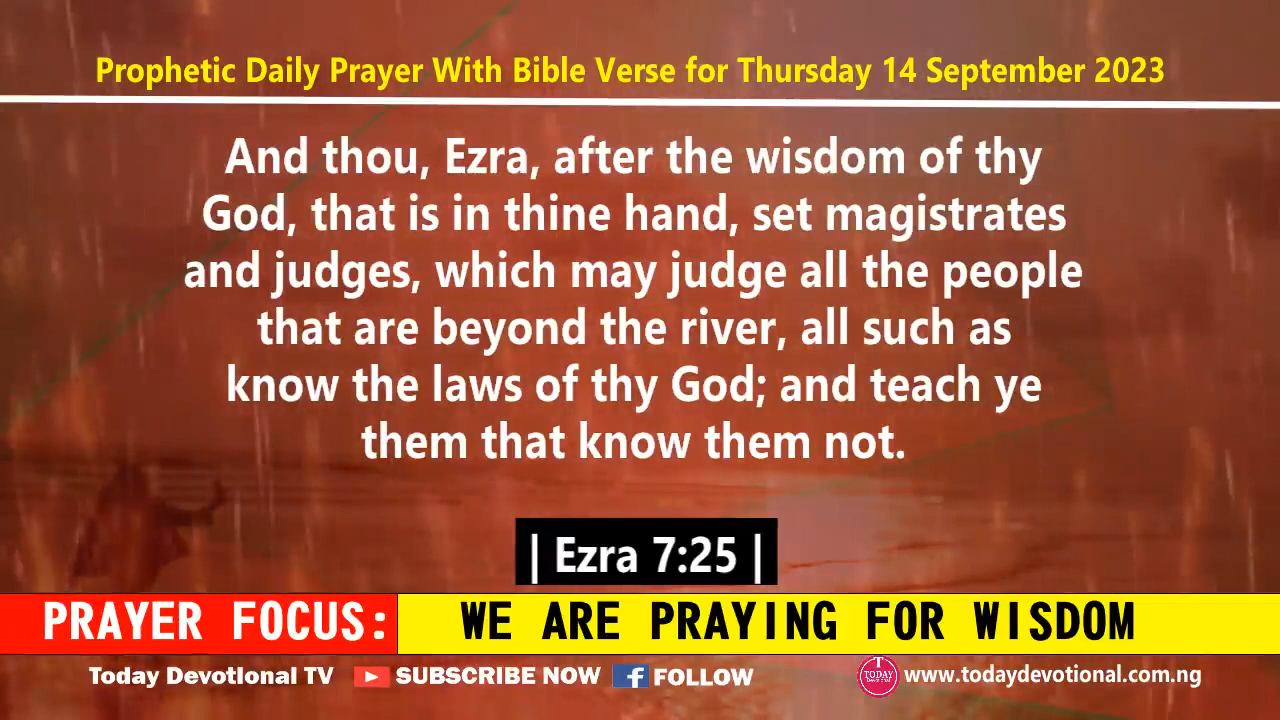 Prophetic Daily Prayer With Bible Verse for Thursday 14 September 2023
And thou, Ezra, after the wisdom of thy
God, that is in thine hand, set magistrates
and judges, which may judge all the people
that are beyond the river, all such as
know the laws of thy God; and teach ye
them that know them not.
| Ezra 7:25 |
PRAYER FOCUS: WE ARE PRAYING FOR WISDOM
Today Devotional TV SUBSCRIBE NOW f FOLLOW T TODAY Devotional www.todaydevotional.com.ng